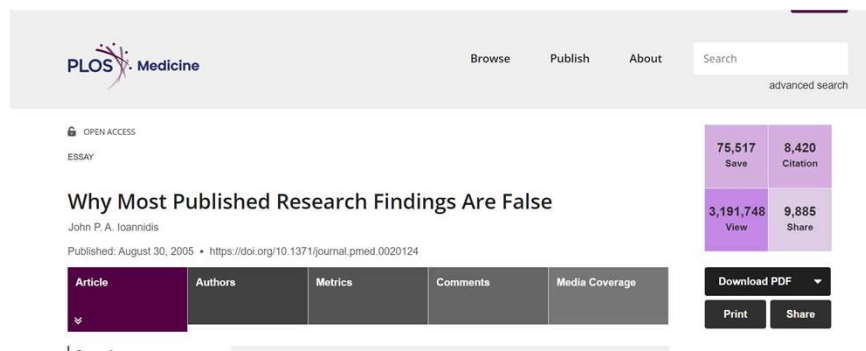 PLOS Medicine
Browse Publish About Search
advanced search
OPEN ACCESS
ESSAY
Why Most Published Research Findings Are False
John P. A. Ioannidis
Published: August 30, 2005 • https://doi.org/10.1371/journal.pmed.0020124
75,517 8,420
Save Citation
3,191,748 9,885
View Share
Article Authors Metrics Comments Media Coverage
Download PDF
Print Share